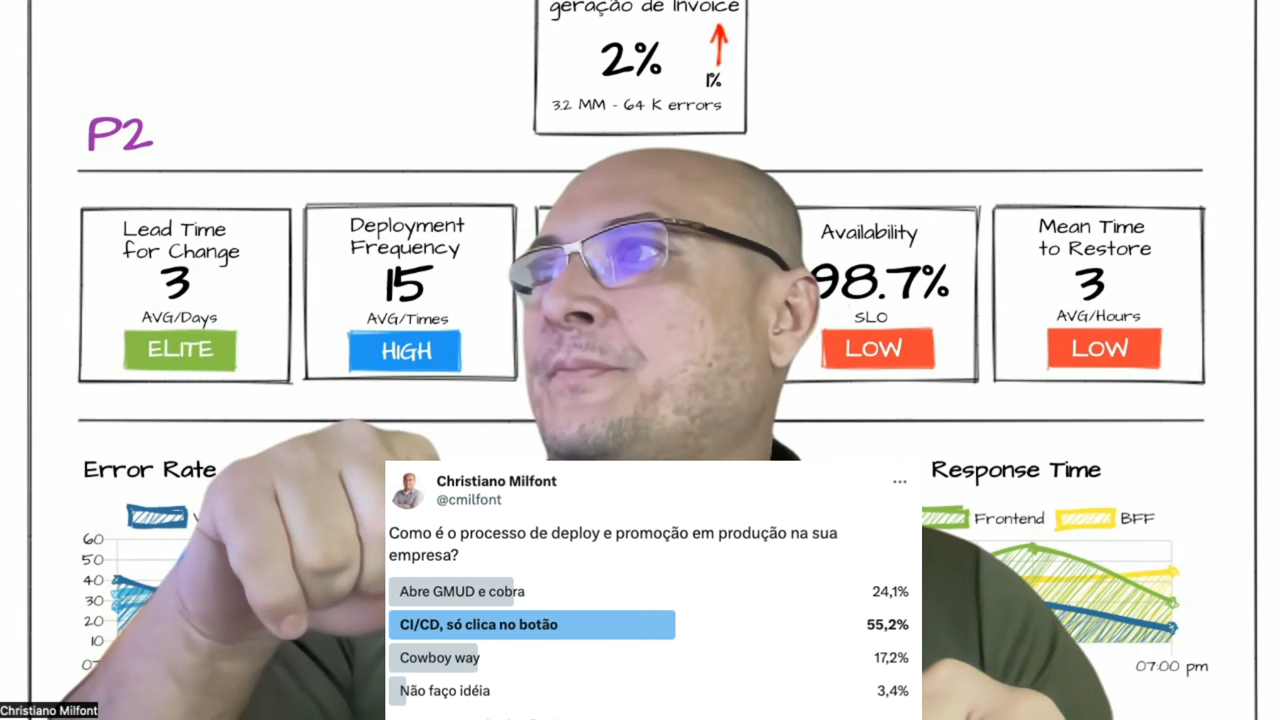 geração de Invoice
2%
1%
3.2 MM - 64 K errors
P2
Lead Time
for Change
3
AVG/Days
ELITE
Deployment
Frequency
15
AVG/Times
HIGH
Availability
98.7%
SLO
LOW
Mean Time
to Restore
3
AVG/Hours
LOW
Error Rate
60
50
40
30
20
10
Response Time
Frontend
BFF
07:00 pm
Christiano Milfont
@cmilfont
Como é o processo de deploy e promoção em produção na sua
empresa?
Abre GMUD e cobra 24,1%
CI/CD, só clica no botão 55,2%
Cowboy way 17,2%
Não faço idéia 3,4%
Christiano Milfont